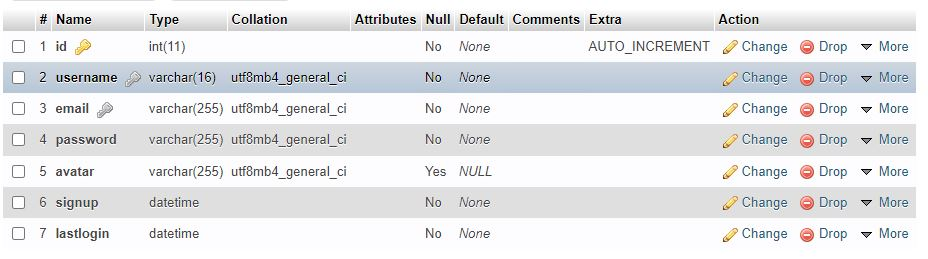 # Name Type Collation Attributes Null Default Comments Extra Action
1 id int(11) No None AUTO_INCREMENT Change Drop More
2 username varchar(16) utf8mb4_general_ci No None Change Drop More
3 email varchar(255) utf8mb4_general_ci No None Change Drop More
4 password varchar(255) utf8mb4_general_ci No None Change Drop More
5 avatar varchar(255) utf8mb4_general_ci Yes NULL Change Drop More
6 signup datetime No None Change Drop More
7 lastlogin datetime No None Change Drop More